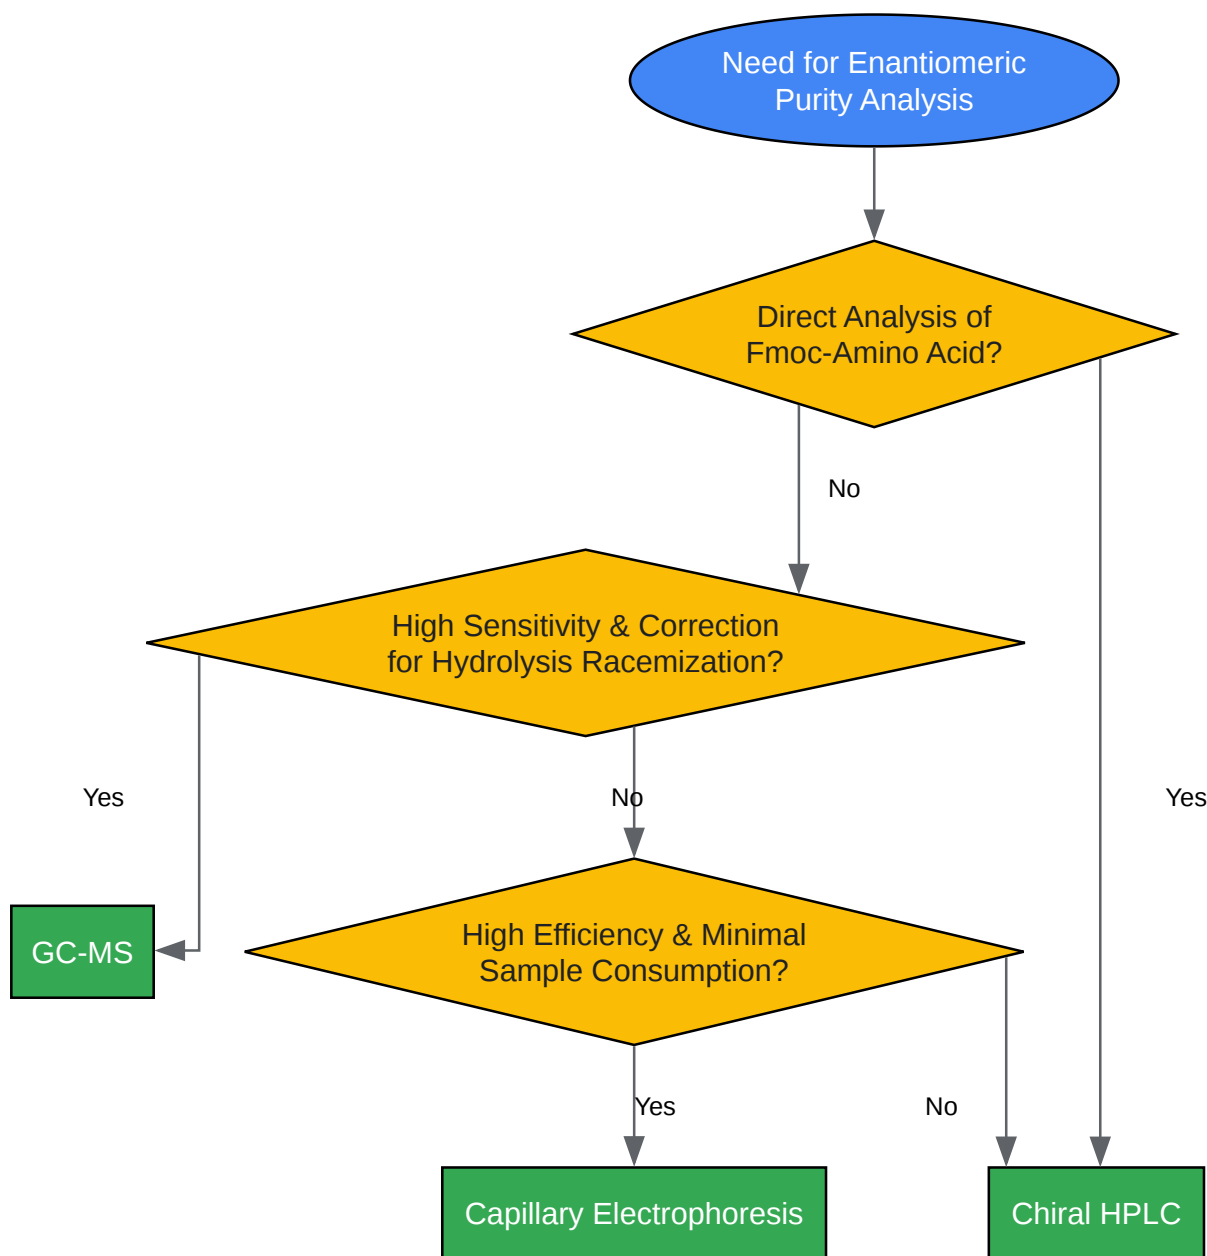 Need for Enantiomeric
Purity Analysis
Direct Analysis of
Fmoc-Amino Acid?
No
High Sensitivity & Correction
for Hydrolysis Racemization?
Yes
No
Yes
High Efficiency & Minimal
Sample Consumption?
GC-MS
Yes
No
Capillary Electrophoresis
Chiral HPLC